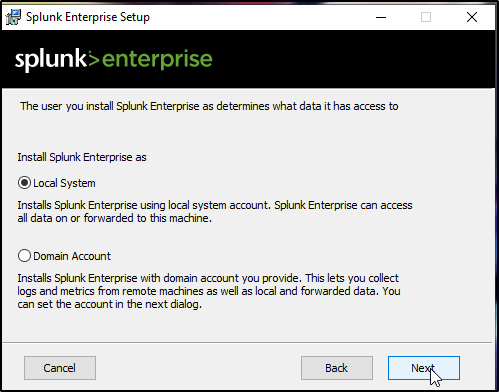 Splunk Enterprise Setup
splunk>enterprise
The user you install Splunk Enterprise as determines what data it has access to
Install Splunk Enterprise as
Local System
Installs Splunk Enterprise using local system account. Splunk Enterprise can access
all data on or forwarded to this machine.
Domain Account
Installs Splunk Enterprise with domain account you provide. This lets you collect
logs and metrics from remote machines as well as local and forwarded data. You
can set the account in the next dialog.
Cancel
Back
Next